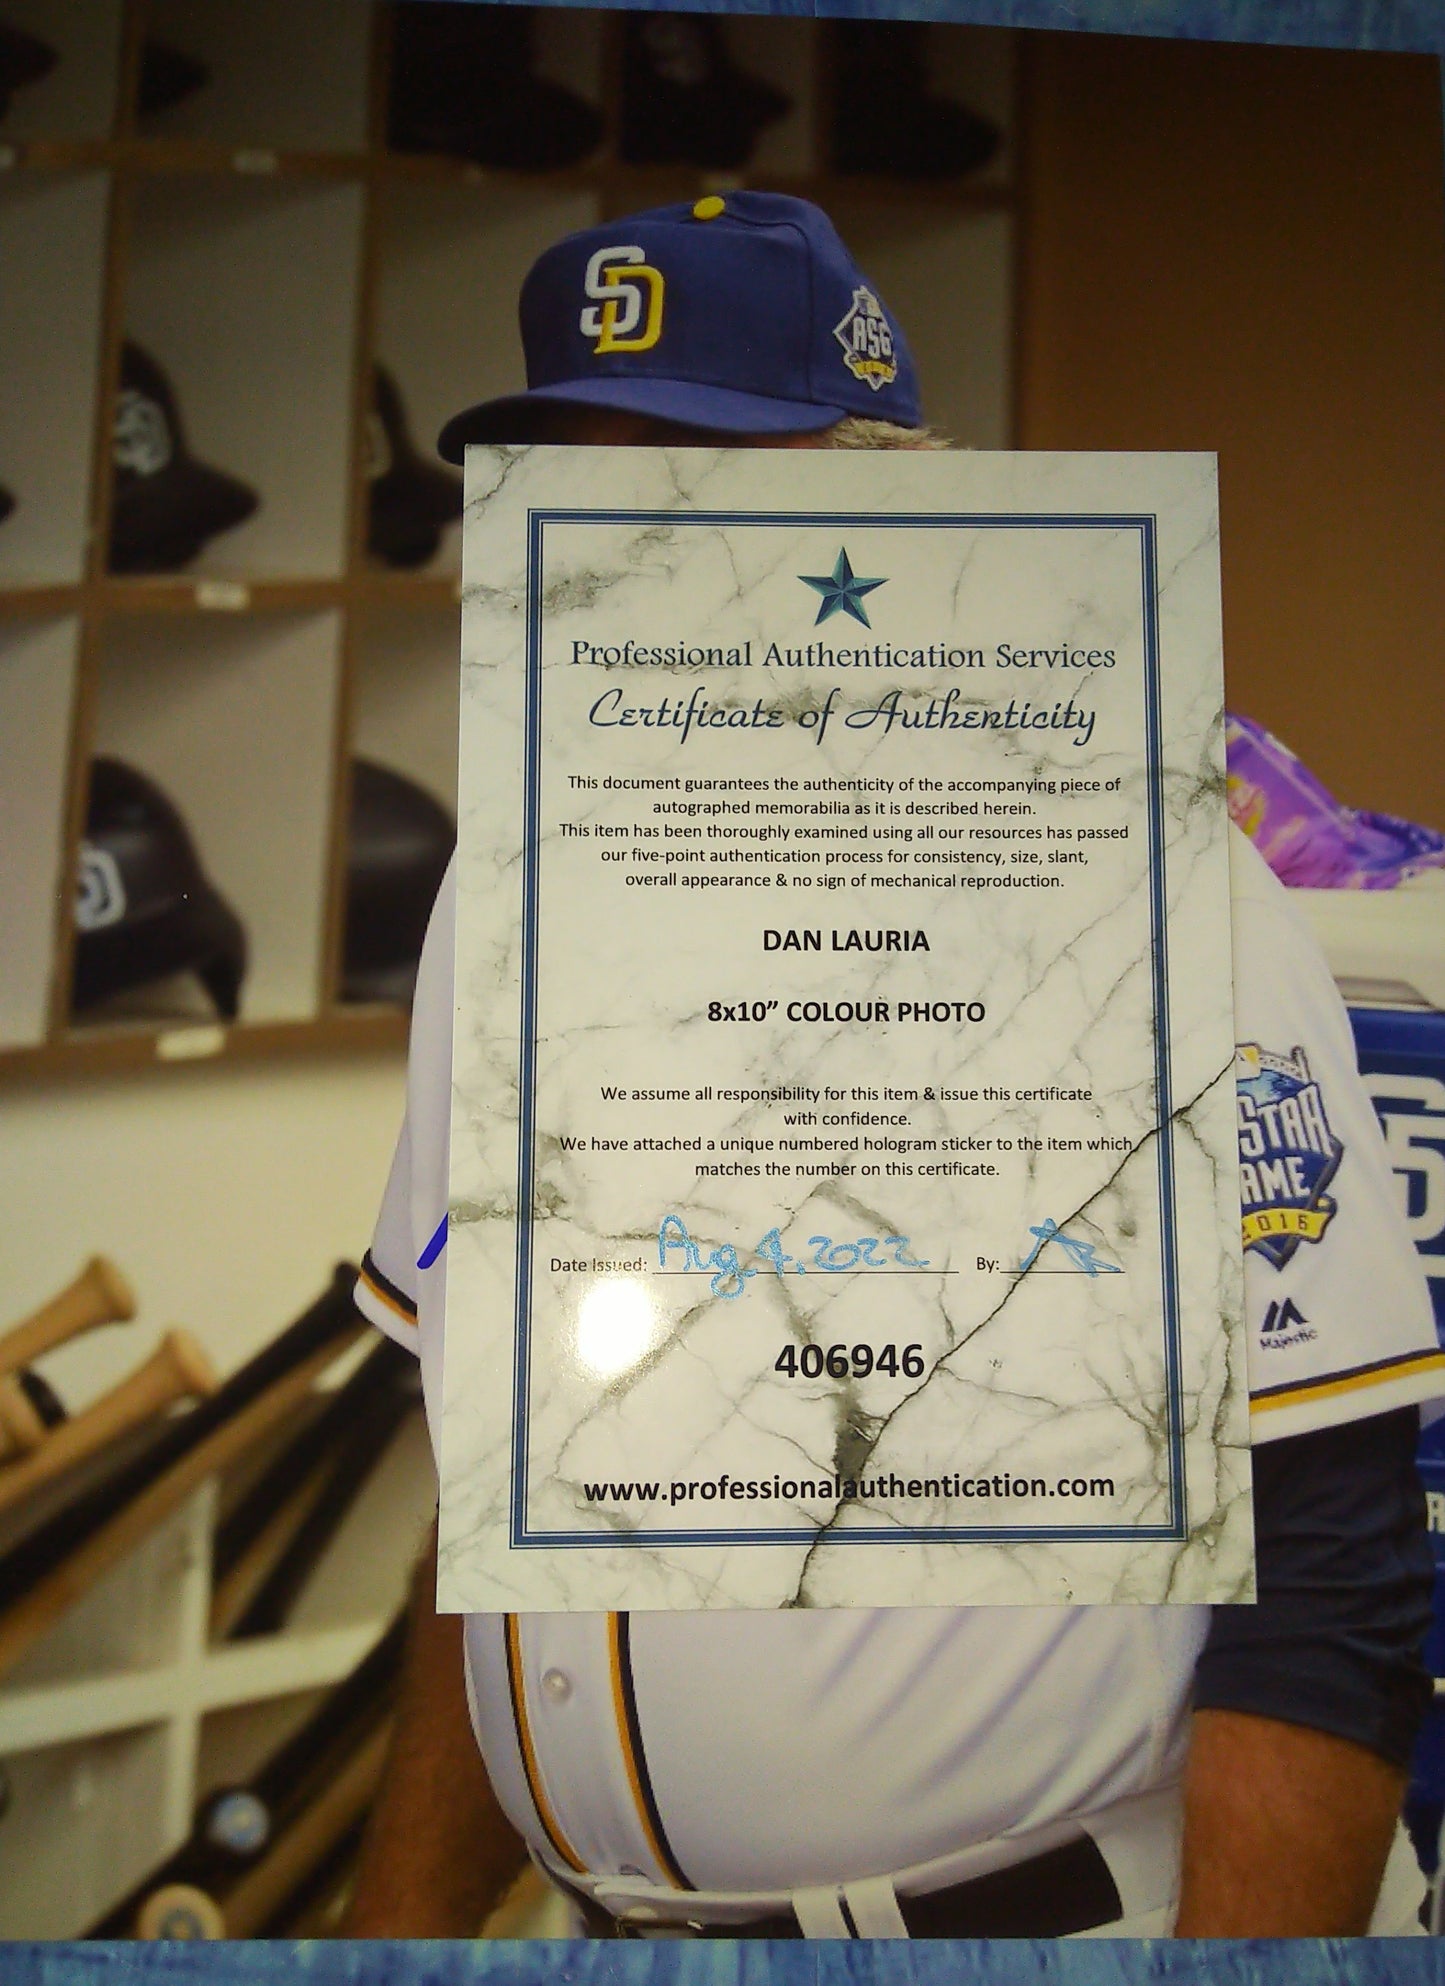 SD
ASG
SD
SD
Professional Authentication Services
Certificate of Authenticity
This document guarantees the authenticity of the accompanying piece of
autographed memorabilia as it is described herein.
This item has been thoroughly examined using all our resources has passed
our five-point authentication process for consistency, size, slant,
overall appearance & no sign of mechanical reproduction.
DAN LAURIA
8x10” COLOUR PHOTO
We assume all responsibility for this item & issue this certificate
with confidence.
We have attached a unique numbered hologram sticker to the item which
matches the number on this certificate.
Date Issued: Aug 4, 2022 By:
406946
www.professionalauthentication.com
STAR
AME
2016
Majestic